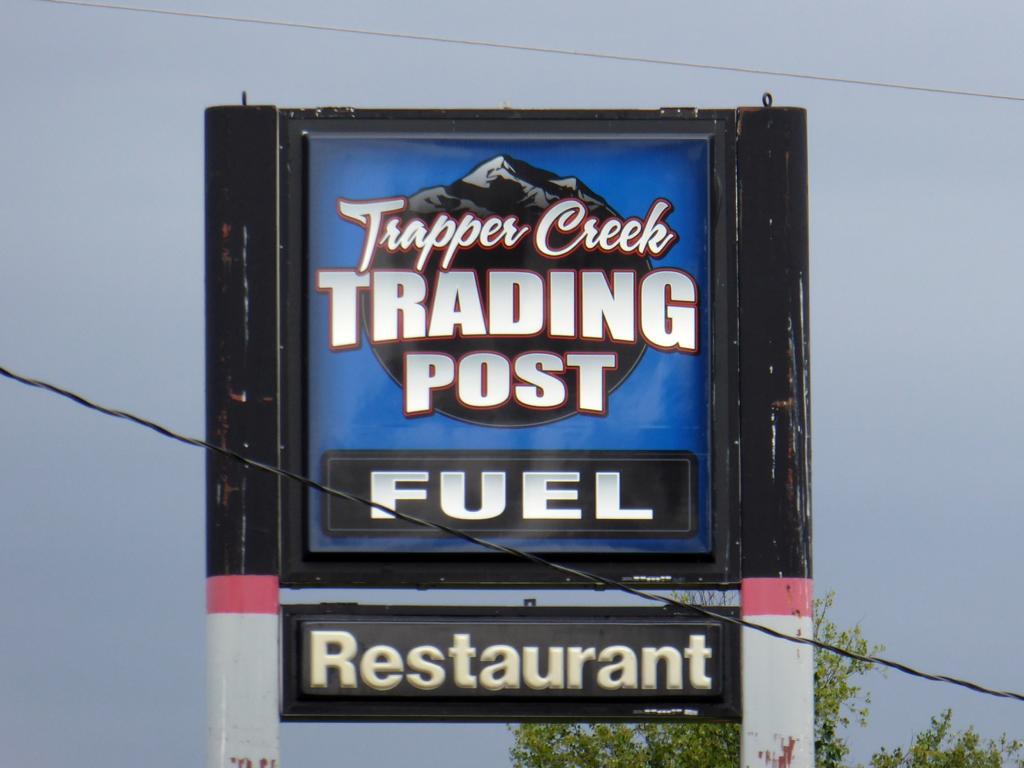 Trapper Creek
TRADING
POST
FUEL
Restaurant